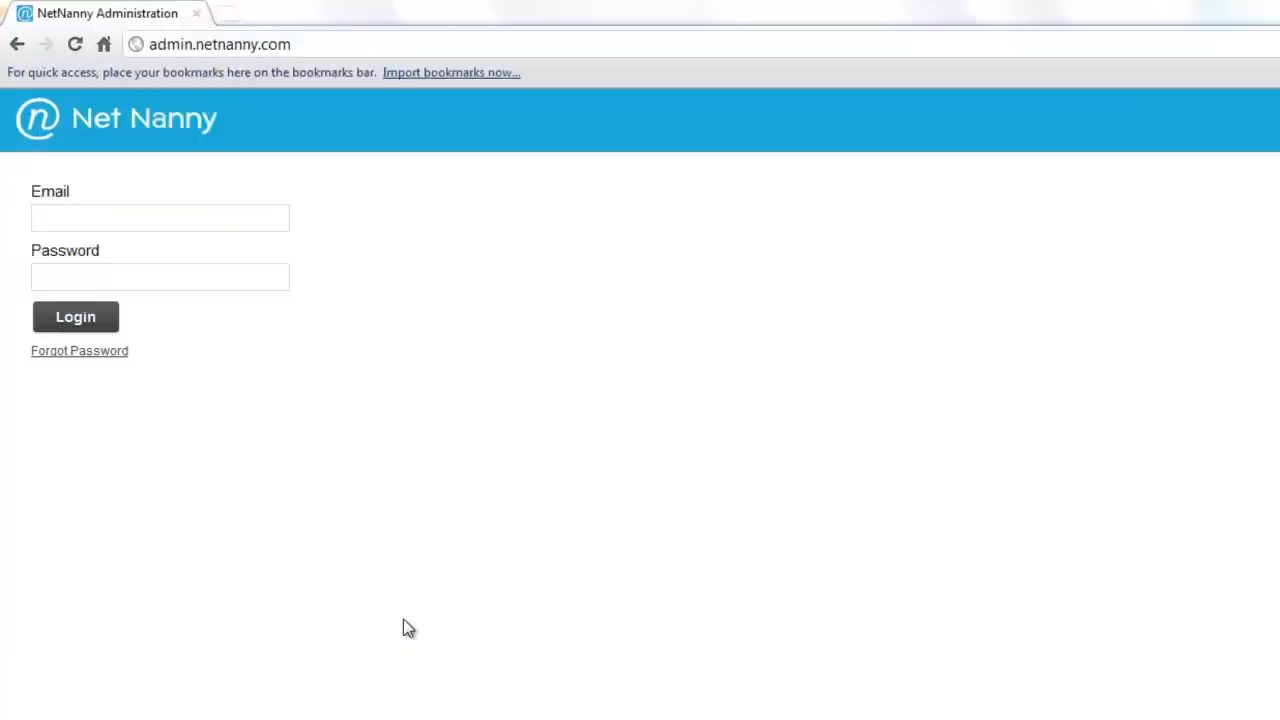 NetNanny Administration
admin.netnanny.com
For quick access, place your bookmarks here on the bookmarks bar. Import bookmarks now...
Net Nanny
Email
Password
Login
Forgot Password